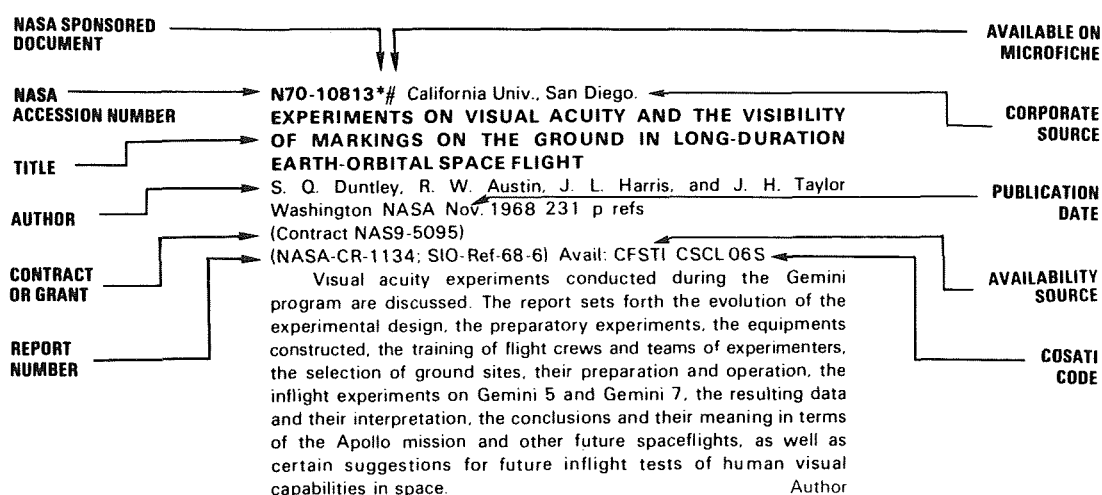 NASA SPONSORED
DOCUMENT
AVAILABLE ON
MICROFICHE
NASA
ACCESSION NUMBER
N70-10813*# California Univ., San Diego.
CORPORATE
SOURCE
EXPERIMENTS ON VISUAL ACUITY AND THE VISIBILITY
OF MARKINGS ON THE GROUND IN LONG-DURATION
EARTH-ORBITAL SPACE FLIGHT
TITLE
S. Q. Duntley, R. W. Austin, J. L. Harris, and J. H. Taylor
Washington NASA Nov. 1968 231 p refs
AUTHOR
PUBLICATION
DATE
(Contract NAS9-5095)
(NASA-CR-1134; SIO-Ref-68-6) Avail: CFSTI CSCL 06S
CONTRACT
OR GRANT
AVAILABILITY
SOURCE
REPORT
NUMBER
COSATI
CODE
Visual acuity experiments conducted during the Gemini
program are discussed. The report sets forth the evolution of the
experimental design, the preparatory experiments, the equipments
constructed, the training of flight crews and teams of experimenters,
the selection of ground sites, their preparation and operation, the
inflight experiments on Gemini 5 and Gemini 7, the resulting data
and their interpretation, the conclusions and their meaning in terms
of the Apollo mission and other future spaceflights, as well as
certain suggestions for future inflight tests of human visual
capabilities in space. Author